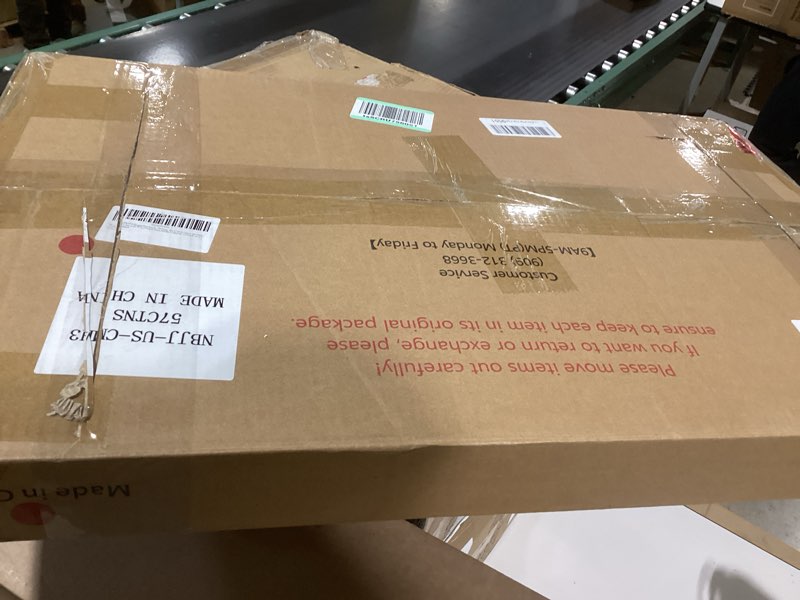 Please move items out carefully!
If you want to return or exchange, please
ensure to keep each item in its original package.
Customer Service
(909) 312-3668
【9AM-5PM(PT) Monday to Friday】
NBJJ-US-CNW3
57CTNS
MADE IN CHINA
Made in C